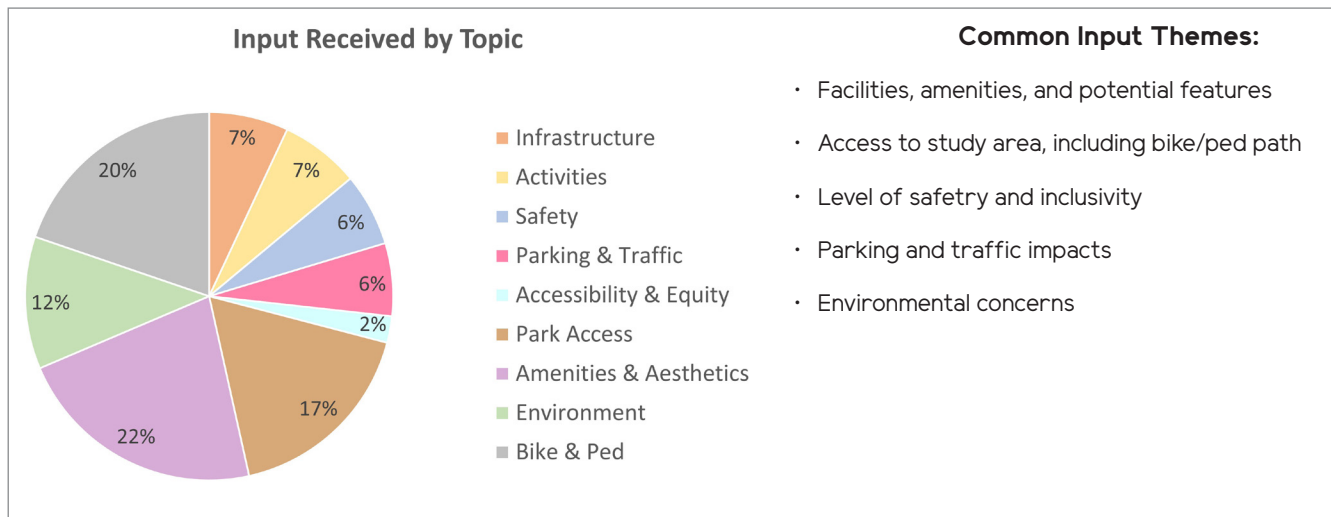 Input Received by Topic
7%
7%
6%
6%
2%
17%
22%
12%
20%
Infrastructure
Activities
Safety
Parking & Traffic
Accessibility & Equity
Park Access
Amenities & Aesthetics
Environment
Bike & Ped
Common Input Themes:
• Facilities, amenities, and potential features
• Access to study area, including bike/ped path
• Level of safetry and inclusivity
• Parking and traffic impacts
• Environmental concerns